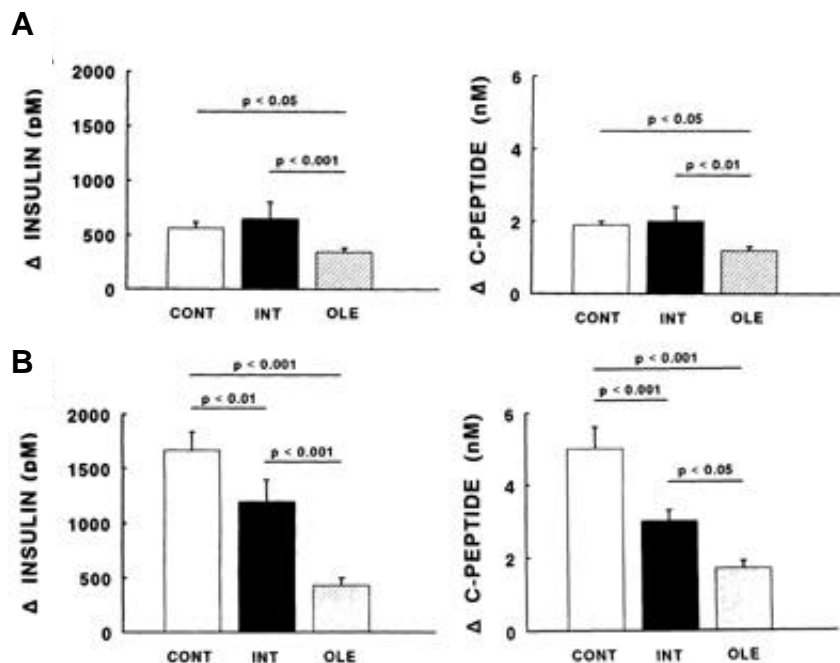 A
Δ INSULIN (pM)
2000
1500
1000
500
0
p < 0.05
p < 0.001
CONT INT OLE
Δ C-PEPTIDE (nM)
6
4
2
0
p < 0.05
p < 0.01
CONT INT OLE
B
Δ INSULIN (pM)
2000
1500
1000
500
0
p < 0.001
p < 0.01
p < 0.001
CONT INT OLE
Δ C-PEPTIDE (nM)
6
4
2
0
p < 0.001
p < 0.001
p < 0.05
CONT INT OLE